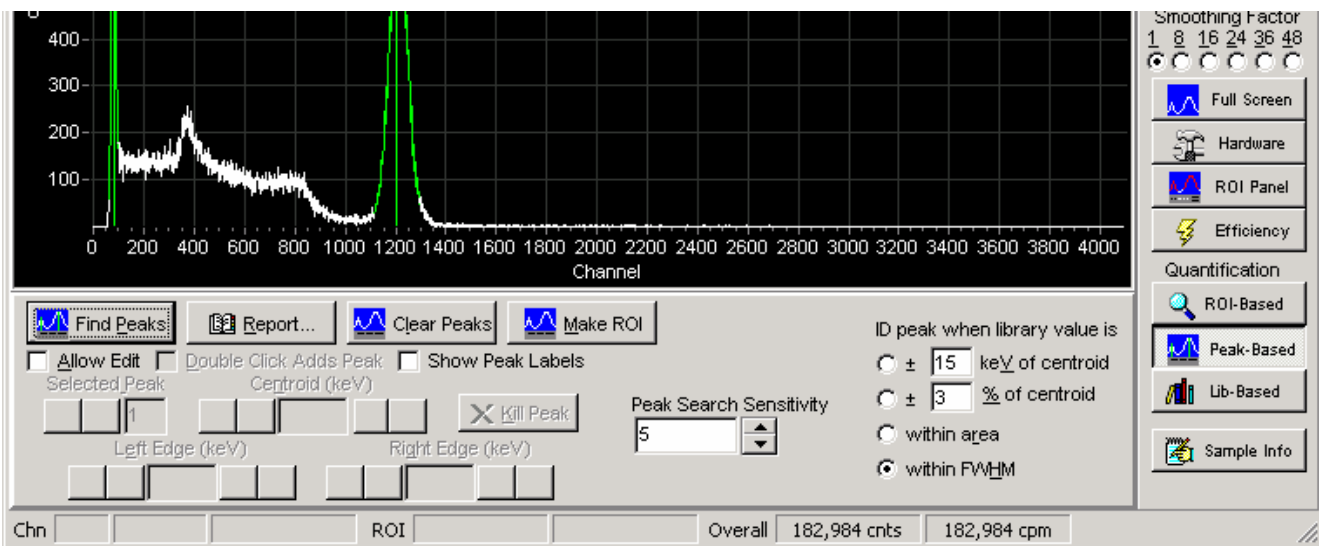 Smoothing Factor
1 8 16 24 36 48
400
300
200
100
0 200 400 600 800 1000 1200 1400 1600 1800 2000 2200 2400 2600 2800 3000 3200 3400 3600 3800 4000
Channel
Full Screen
Hardware
ROI Panel
Efficiency
Quantification
ROI-Based
Peak-Based
Lib-Based
Sample Info
Find Peaks Report... Clear Peaks Make ROI
Allow Edit Double Click Adds Peak Show Peak Labels
Selected Peak Centroid (keV)
1 Kill Peak
Left Edge (keV) Right Edge (keV)
Peak Search Sensitivity
5
ID peak when library value is
± 15 keV of centroid
± 3 % of centroid
within area
within FWHM
Chn ROI Overall 182,984 cnts 182,984 cpm